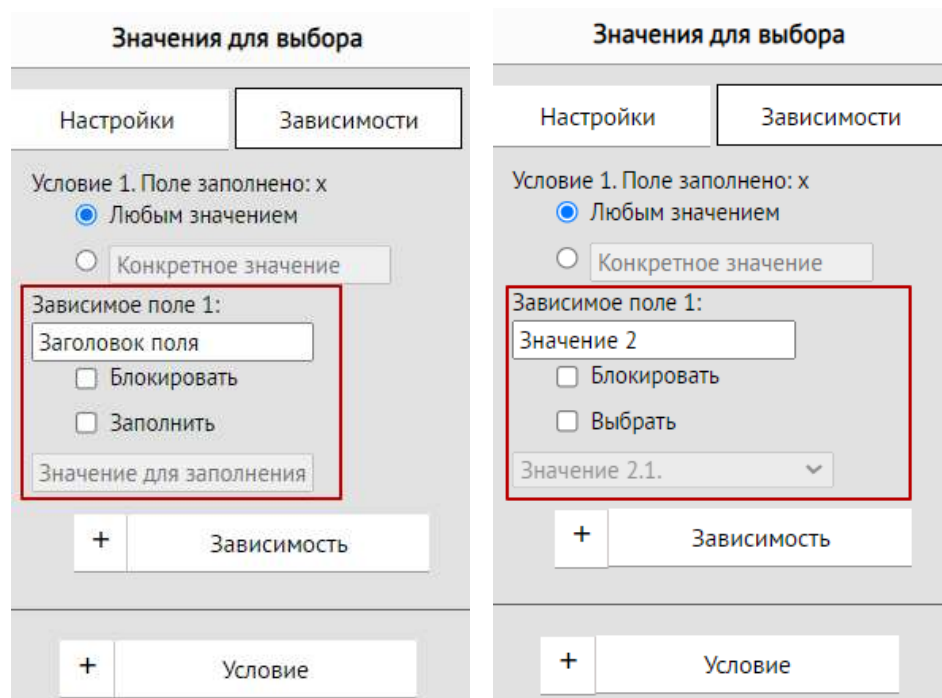 Значения для выбора
Настройки
Зависимости
Условие 1. Поле заполнено: x
Любым значением
Конкретное значение
Зависимое поле 1:
Заголовок поля
Блокировать
Заполнить
Значение для заполнения
+ Зависимость
+ Условие
Значения для выбора
Настройки
Зависимости
Условие 1. Поле заполнено: x
Любым значением
Конкретное значение
Зависимое поле 1:
Значение 2
Блокировать
Выбрать
Значение 2.1.
+ Зависимость
+ Условие